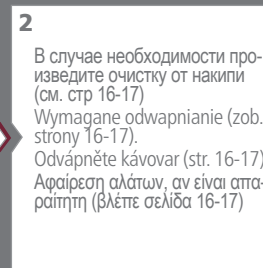 2
В случае необходимости про-
изведите очистку от накипи
(см. стр 16-17)
Wymagane odwapnianie (zob.
strony 16-17).
Odvápněte kávovar (str. 16-17)
Αφαίρεση αλάτων, αν είναι απα-
ραίτητη (βλέπε σελίδα 16-17)